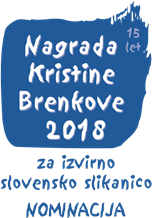 15 let
Nagrada
Kristine
Brenkove
2018
za izvirno
slovensko slikanico
NOMINACIJA